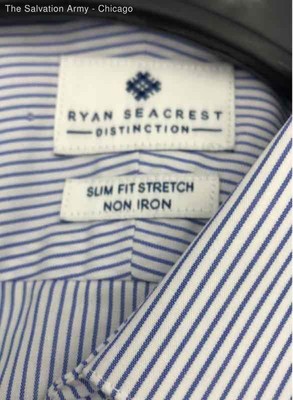 The Salvation Army - Chicago
RYAN SEACREST
DISTINCTION
SLIM FIT STRETCH
NON IRON